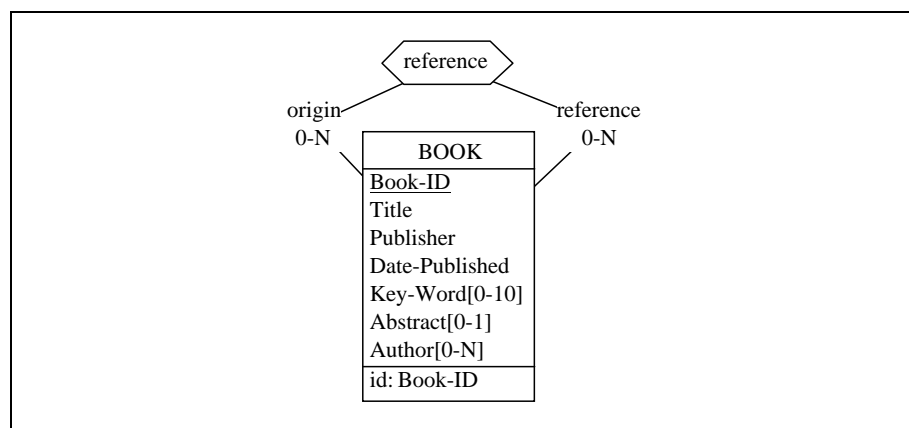 reference
origin
0-N
reference
0-N
BOOK
Book-ID
Title
Publisher
Date-Published
Key-Word[0-10]
Abstract[0-1]
Author[0-N]
id: Book-ID